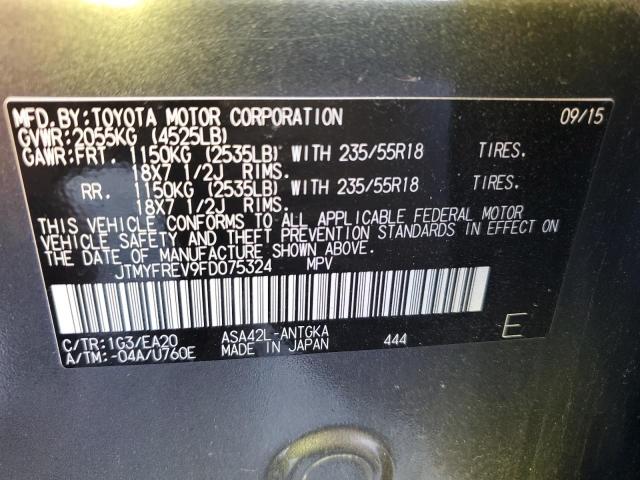 MFD.BY:TOYOTA MOTOR CORPORATION 09/15
GVWR:2055KG (4525LB)
GAWR:FRT. 1150KG (2535LB) WITH 235/55R18 TIRES.
18X7 1/2J RIMS.
RR. 1150KG (2535LB) WITH 235/55R18 TIRES.
18X7 1/2J RIMS.
THIS VEHICLE CONFORMS TO ALL APPLICABLE FEDERAL MOTOR
VEHICLE SAFETY AND THEFT PREVENTION STANDARDS IN EFFECT ON
THE DATE OF MANUFACTURE SHOWN ABOVE.
JTMYFREV9FD075324 MPV
C/TR:1G3/EA20 ASA42L-ANTGKA
A/TM:-04A/U760E MADE IN JAPAN 444 E